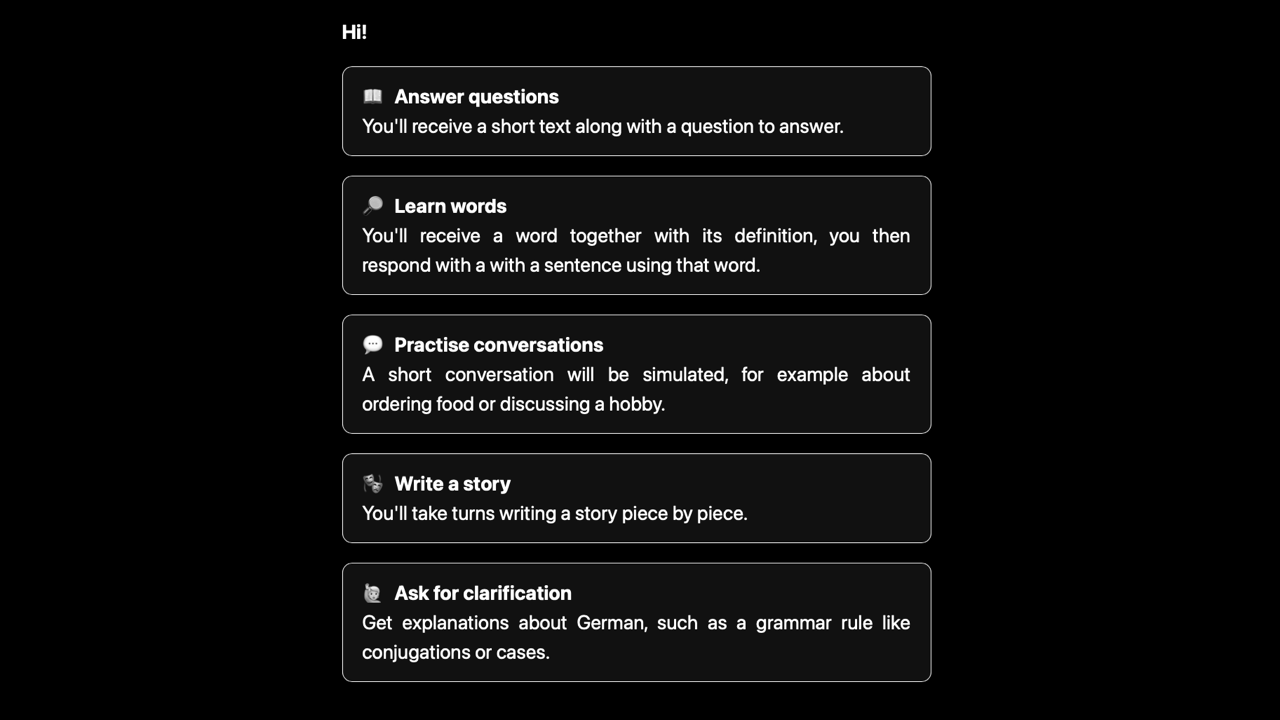 Hi!
Answer questions
You'll receive a short text along with a question to answer.
Learn words
You'll receive a word together with its definition, you then
respond with a with a sentence using that word.
Practise conversations
A short conversation will be simulated, for example about
ordering food or discussing a hobby.
Write a story
You'll take turns writing a story piece by piece.
Ask for clarification
Get explanations about German, such as a grammar rule like
conjugations or cases.